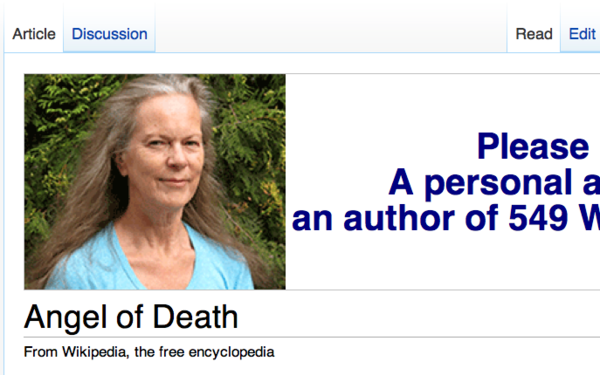 Article Discussion Read Edit
Please
A personal a
an author of 549 W
Angel of Death
From Wikipedia, the free encyclopedia